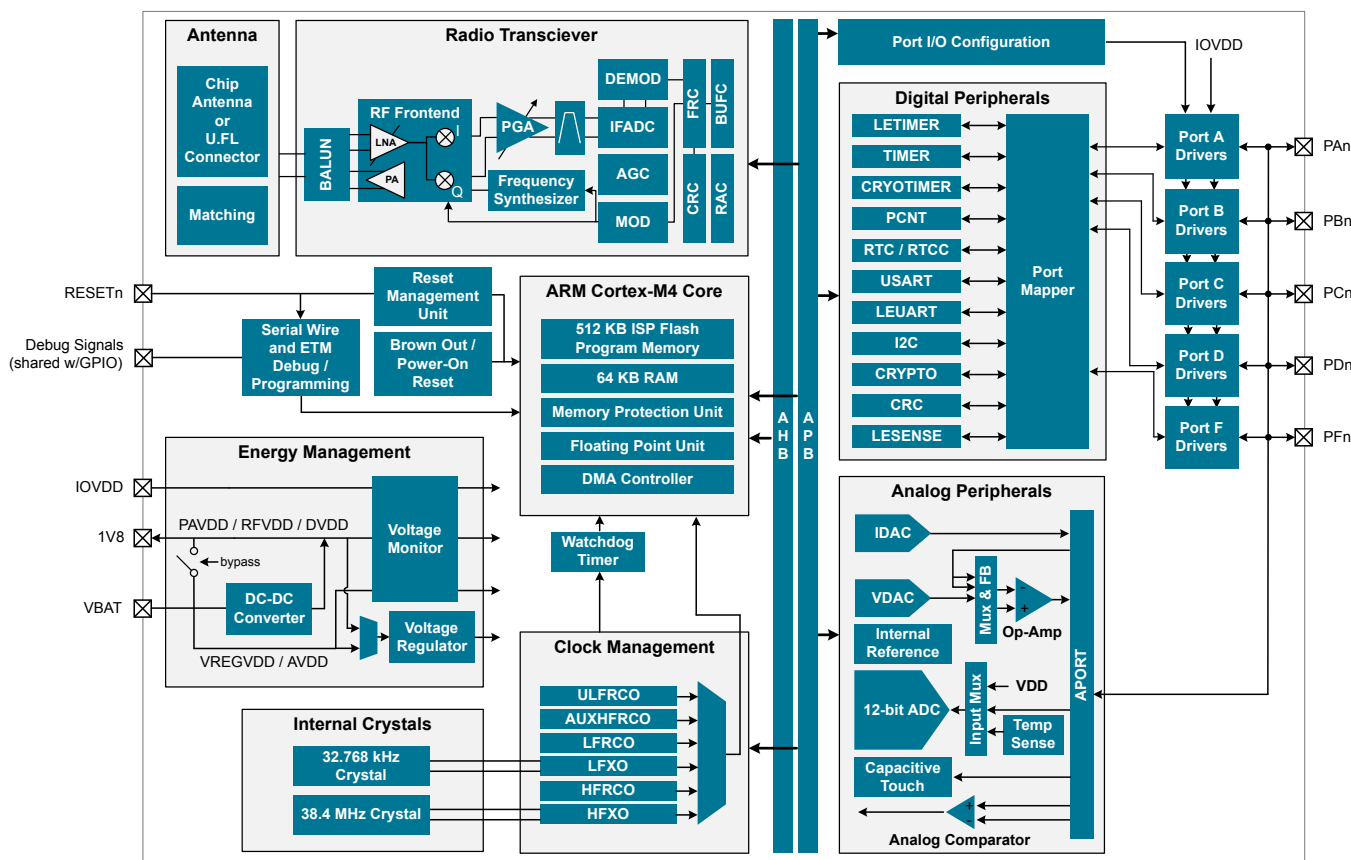 Antenna
Chip
Antenna
or
U.FL
Connector
Matching
Radio Transciever
BALUN
RF Frontend
LNA
PA
I
Q
PGA
Frequency
Synthesizer
DEMOD
IFADC
AGC
MOD
FRC
BUFC
CRC
RAC
RESETn
Debug Signals
(shared w/GPIO)
Reset
Management
Unit
Serial Wire
and ETM
Debug /
Programming
Brown Out /
Power-On
Reset
ARM Cortex-M4 Core
512 KB ISP Flash
Program Memory
64 KB RAM
Memory Protection Unit
Floating Point Unit
DMA Controller
Watchdog
Timer
Energy Management
IOVDD
1V8
VBAT
PAVDD / RFVDD / DVDD
bypass
DC-DC
Converter
VREGVDD / AVDD
Voltage
Monitor
Voltage
Regulator
Internal Crystals
32.768 kHz
Crystal
38.4 MHz Crystal
Clock Management
ULFRCO
AUXHFRCO
LFRCO
LFXO
HFRCO
HFXO
A
H
B
A
P
B
Port I/O Configuration
IOVDD
Digital Peripherals
LETIMER
TIMER
CRYOTIMER
PCNT
RTC / RTCC
USART
LEUART
I2C
CRYPTO
CRC
LESENSE
Port
Mapper
Port A
Drivers
Port B
Drivers
Port C
Drivers
Port D
Drivers
Port F
Drivers
PAn
PBn
PCn
PDn
PFn
Analog Peripherals
IDAC
VDAC
Mux & FB
-
+
Op-Amp
Internal
Reference
12-bit ADC
Input Mux
VDD
Temp
Sense
Capacitive
Touch
+
-
Analog Comparator
APORT